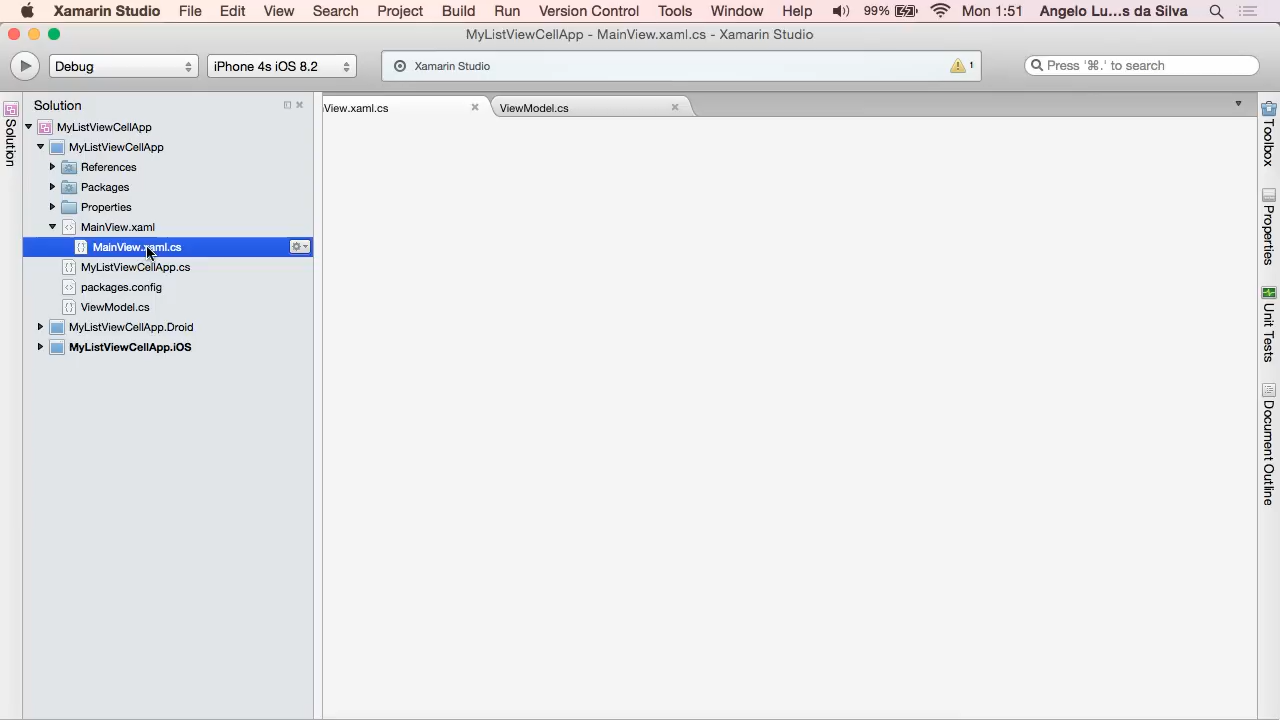 Xamarin Studio File Edit View Search Project Build Run Version Control Tools Window Help 99% Mon 1:51 Angelo Lu...s da Silva
MyListViewCellApp - MainView.xaml.cs - Xamarin Studio
Debug iPhone 4s iOS 8.2 Xamarin Studio 1 Press '⌘.' to search
Solution
Solution
MyListViewCellApp
MyListViewCellApp
References
Packages
Properties
MainView.xaml
MainView.xaml.cs
MyListViewCellApp.cs
packages.config
ViewModel.cs
MyListViewCellApp.Droid
MyListViewCellApp.iOS
View.xaml.cs ViewModel.cs
Toolbox
Properties
Unit Tests
Document Outline